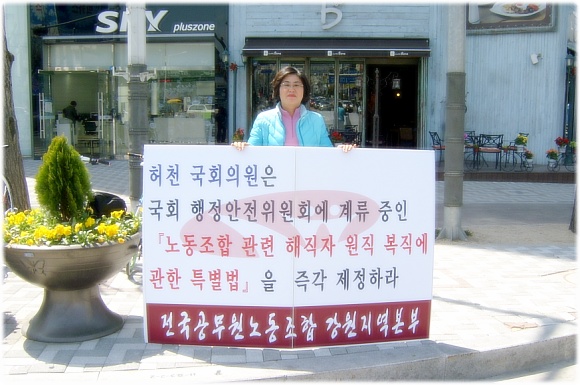 SHOW pluszone
허천 국회의원은
국회 행정안전위원회에 계류 중인
『노동조합 관련 해직자 원직 복직에
관한 특별법』을 즉각 제정하라
전국공무원노동조합 강원지역본부